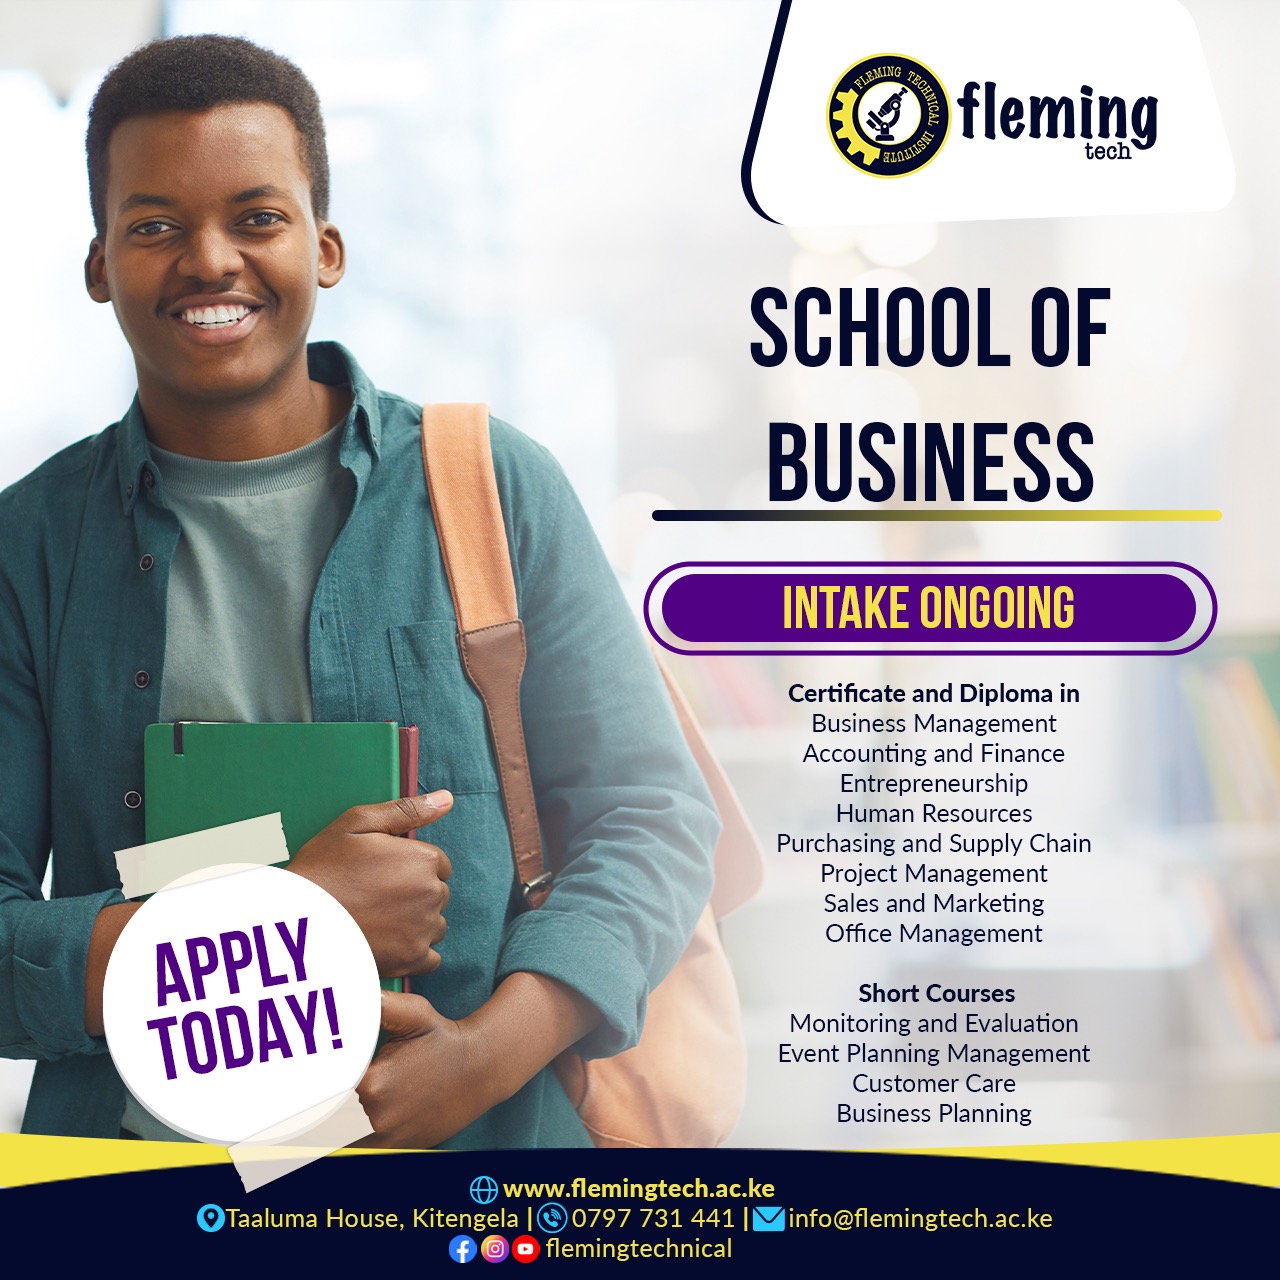 FLEMING TECHNICAL INSTITUTE
fleming
tech
SCHOOL OF
BUSINESS
INTAKE ONGOING
Certificate and Diploma in
Business Management
Accounting and Finance
Entrepreneurship
Human Resources
Purchasing and Supply Chain
Project Management
Sales and Marketing
Office Management
Short Courses
Monitoring and Evaluation
Event Planning Management
Customer Care
Business Planning
APPLY
TODAY!
www.flemingtech.ac.ke
Taaluma House, Kitengela | 0797 731 441 | info@flemingtech.ac.ke
flemingtechnical